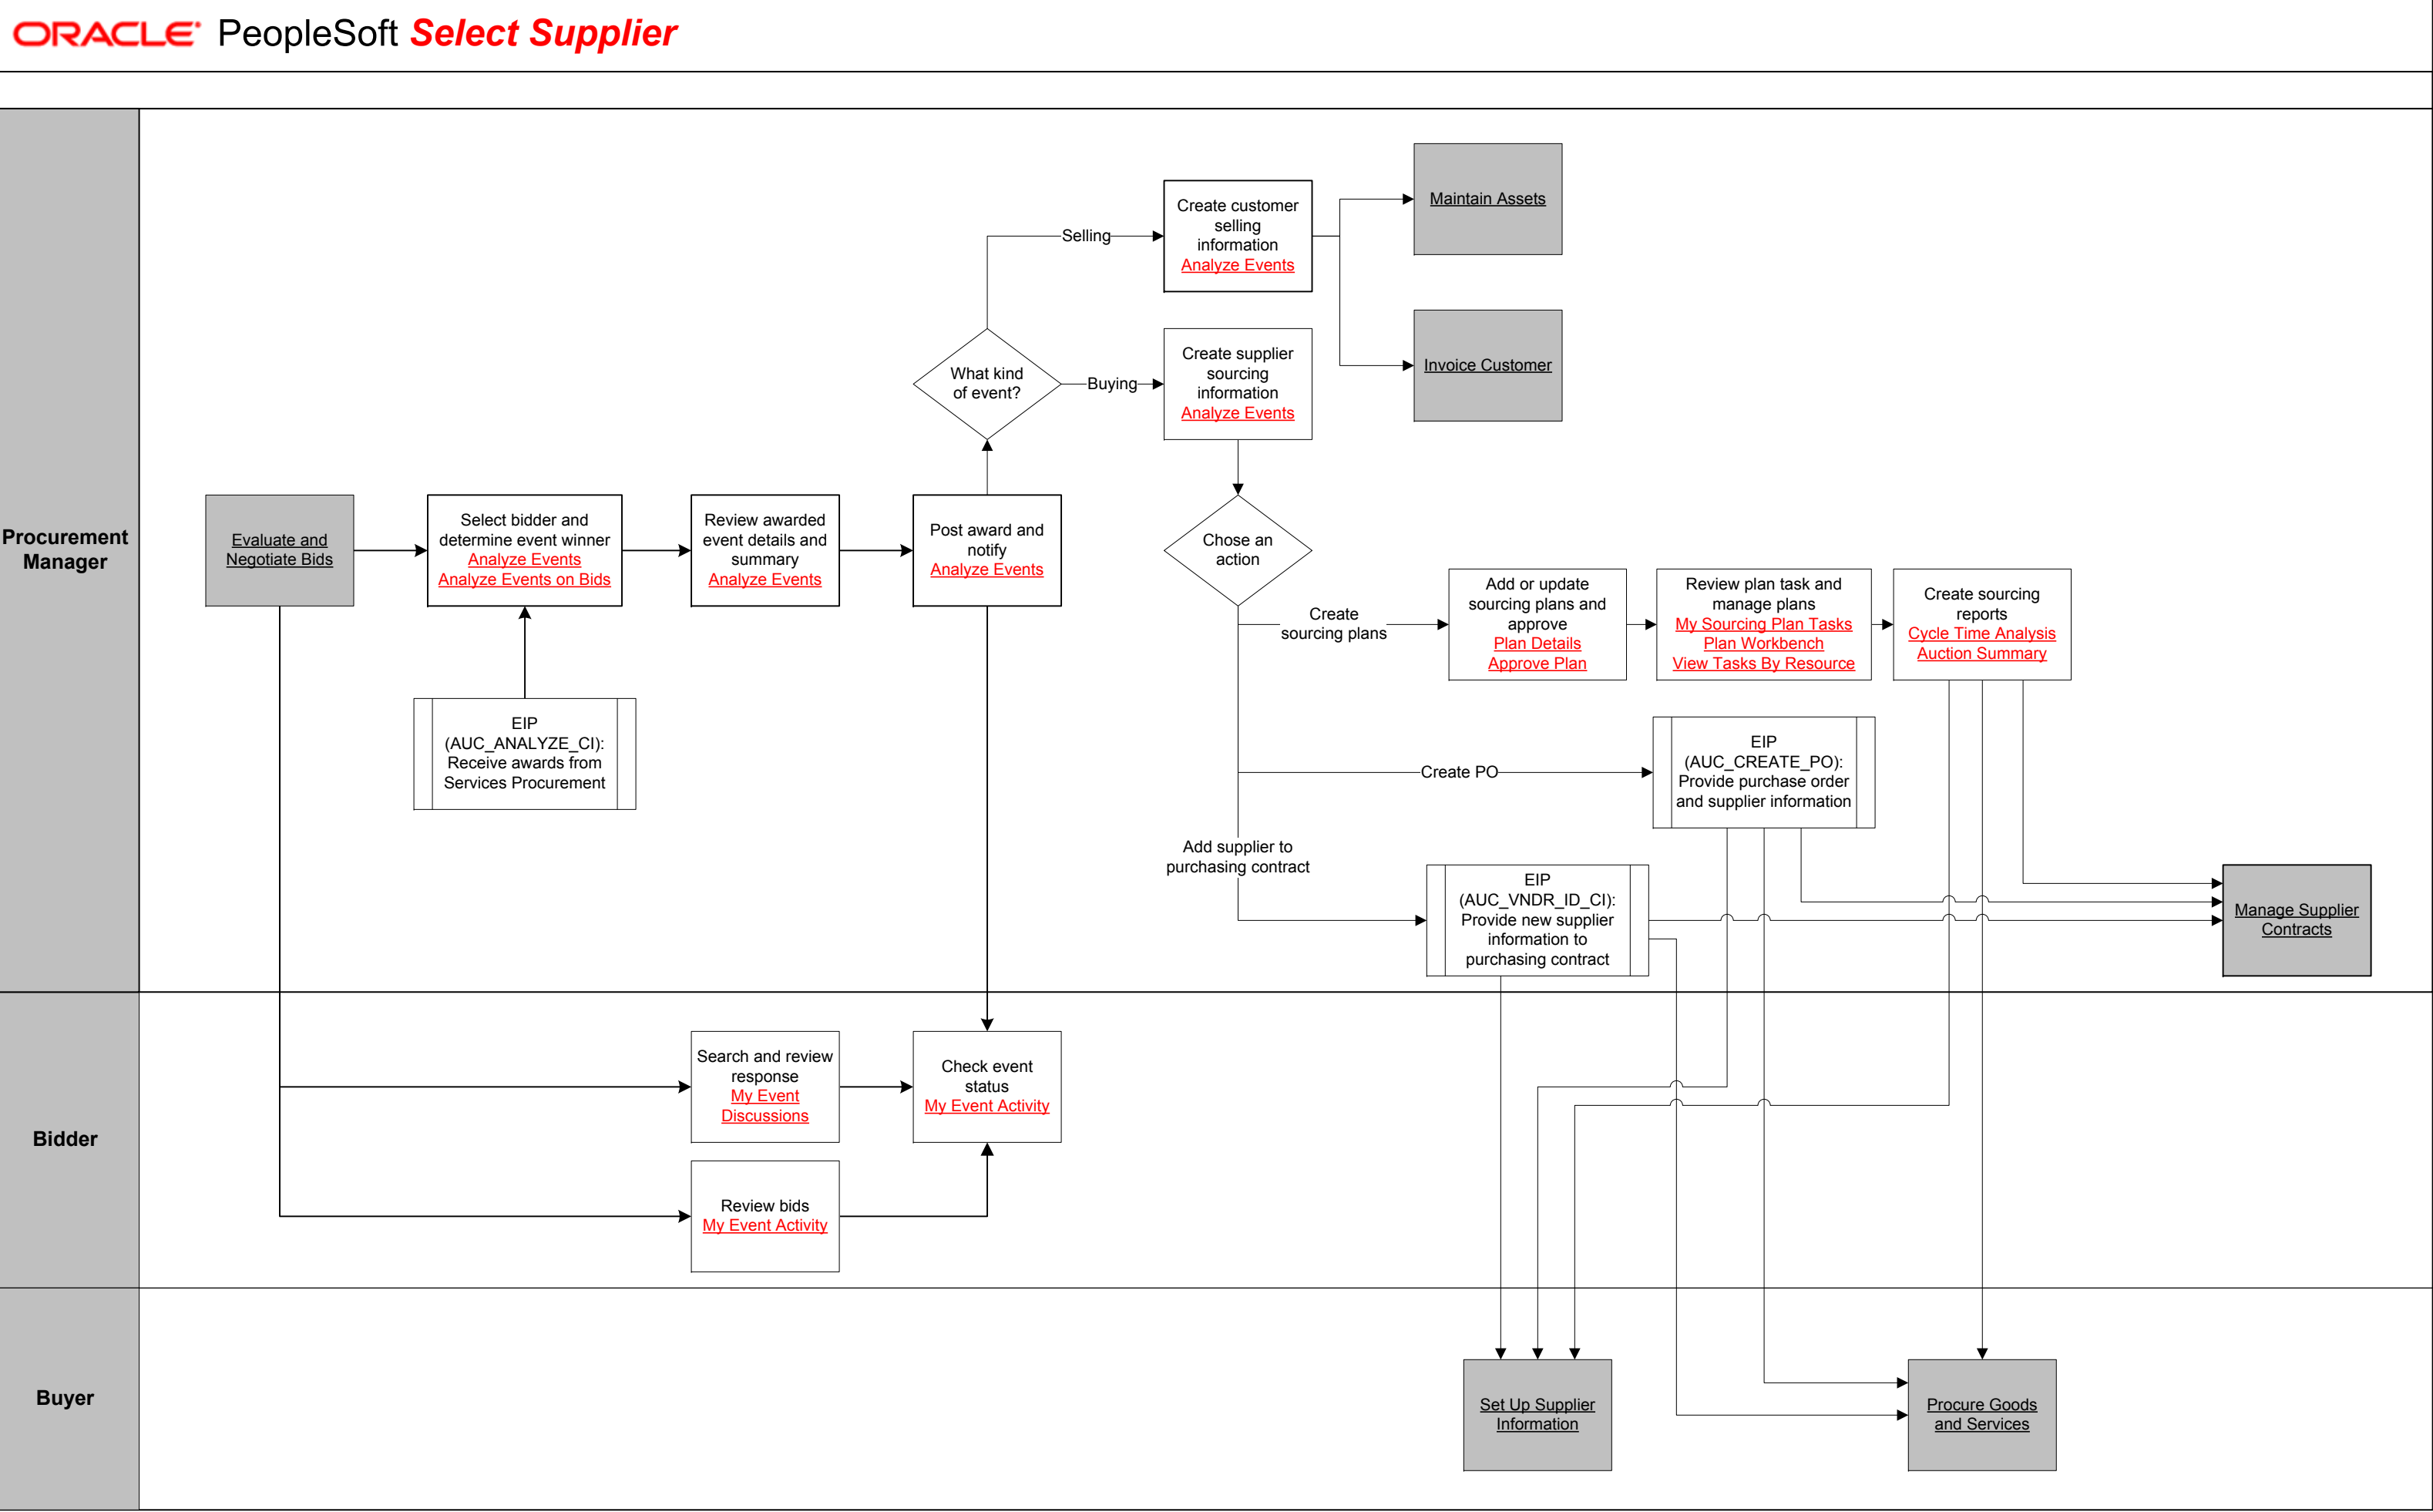 ORACLE PeopleSoft Select Supplier
Procurement
Manager
Evaluate and
Negotiate Bids
Select bidder and
determine event winner
Analyze Events
Analyze Events on Bids
EIP
(AUC_ANALYZE_CI):
Receive awards from
Services Procurement
Review awarded
event details and
summary
Analyze Events
Post award and
notify
Analyze Events
What kind
of event?
Selling
Buying
Create customer
selling
information
Analyze Events
Maintain Assets
Invoice Customer
Create supplier
sourcing
information
Analyze Events
Chose an
action
Create
sourcing plans
Add or update
sourcing plans and
approve
Plan Details
Approve Plan
Review plan task and
manage plans
My Sourcing Plan Tasks
Plan Workbench
View Tasks By Resource
Create sourcing
reports
Cycle Time Analysis
Auction Summary
Create PO
EIP
(AUC_CREATE_PO):
Provide purchase order
and supplier information
Add supplier to
purchasing contract
EIP
(AUC_VNDR_ID_CI):
Provide new supplier
information to
purchasing contract
Manage Supplier
Contracts
Bidder
Search and review
response
My Event
Discussions
Check event
status
My Event Activity
Review bids
My Event Activity
Buyer
Set Up Supplier
Information
Procure Goods
and Services